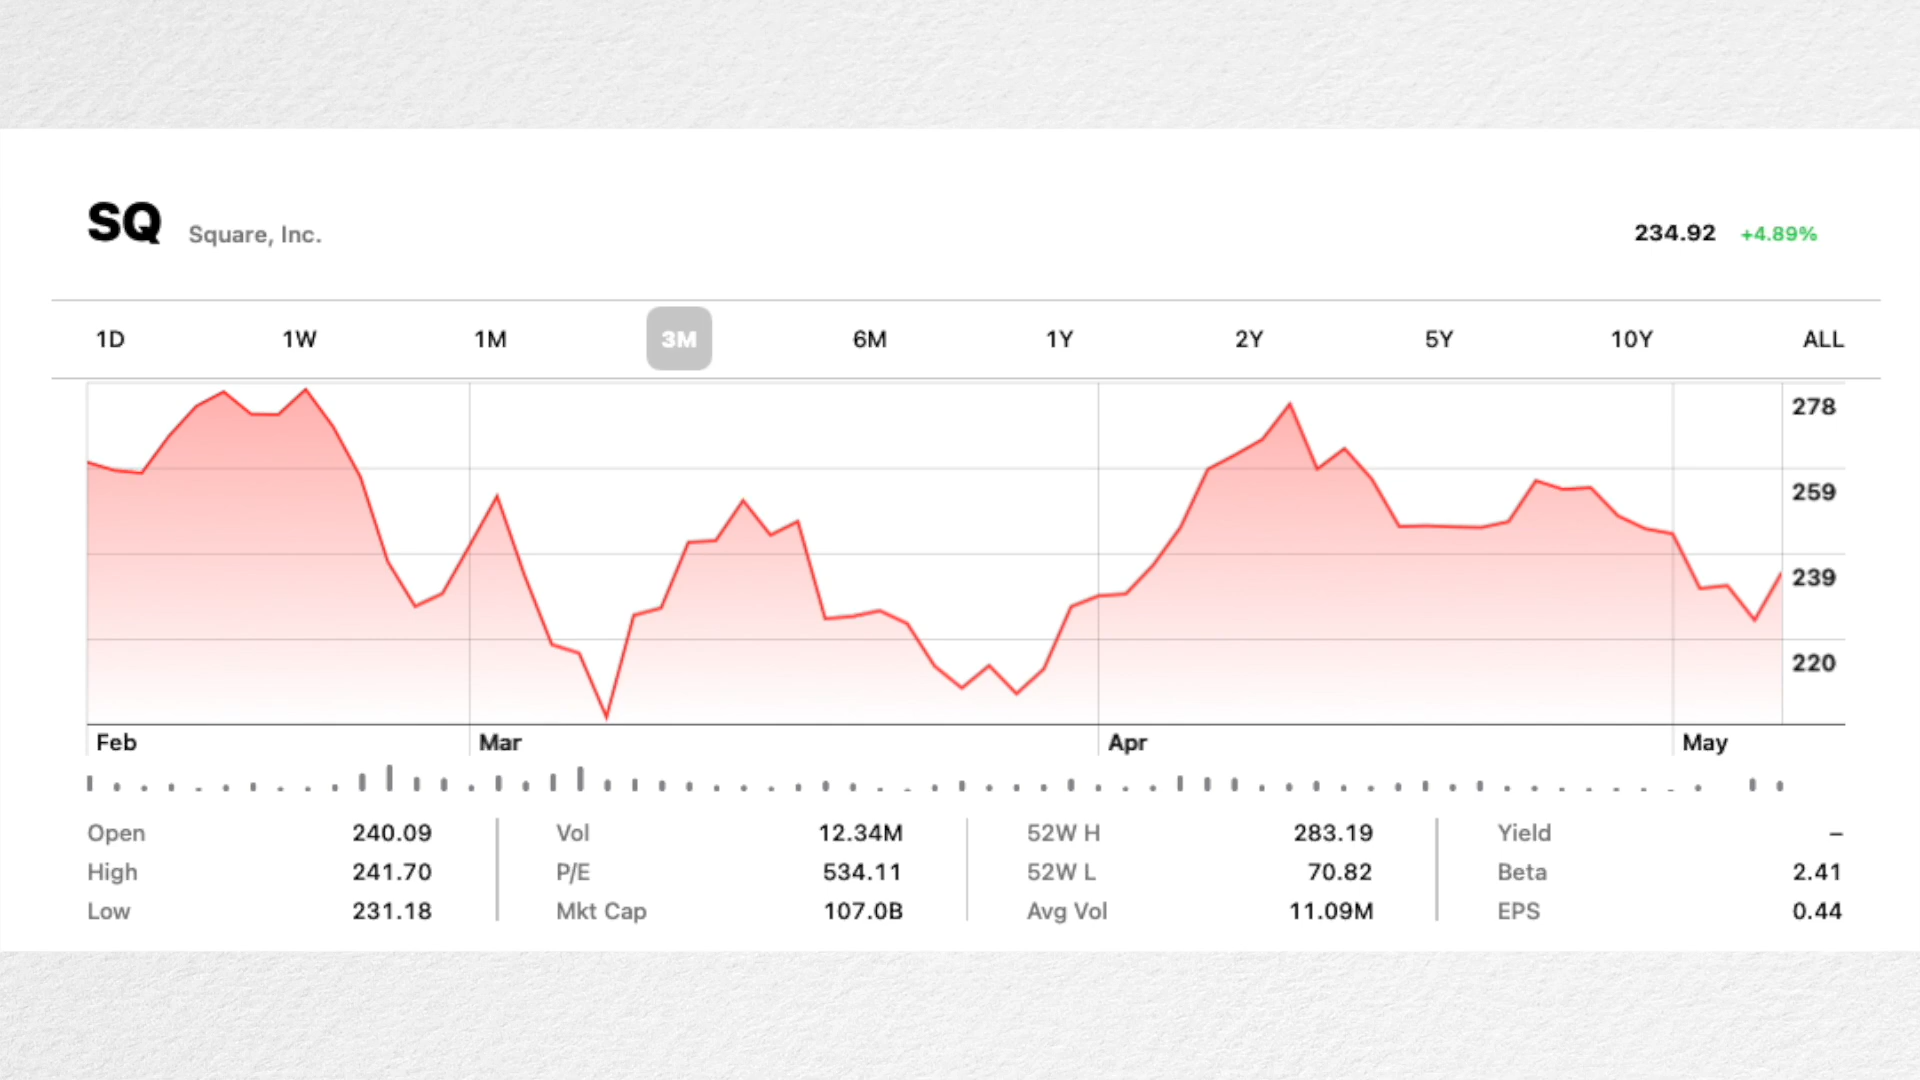 SQ Square, Inc. 234.92 +4.89%
1D 1W 1M 3M 6M 1Y 2Y 5Y 10Y ALL
278
259
239
220
Feb Mar Apr May
Open 240.09 Vol 12.34M 52W H 283.19 Yield –
High 241.70 P/E 534.11 52W L 70.82 Beta 2.41
Low 231.18 Mkt Cap 107.0B Avg Vol 11.09M EPS 0.44